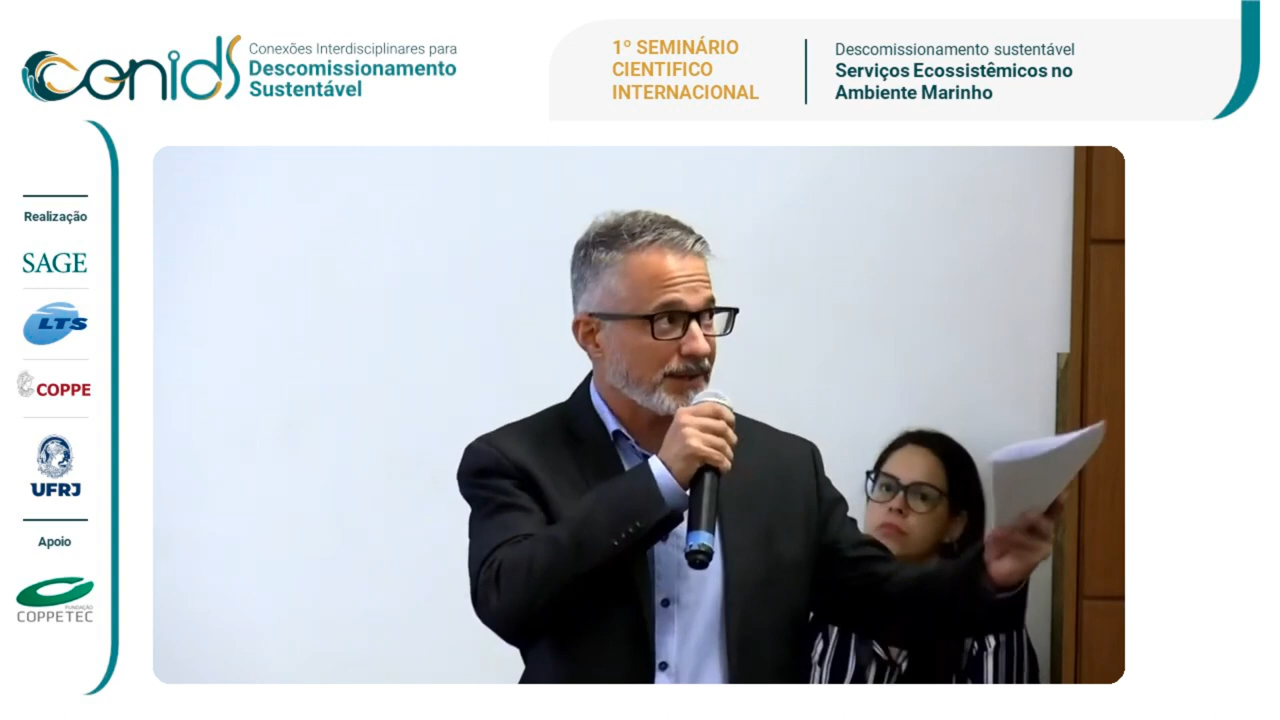 conids
Conexões Interdisciplinares para
Descomissionamento
Sustentável
1º SEMINÁRIO
CIENTIFICO
INTERNACIONAL
Descomissionamento sustentável
Serviços Ecossistêmicos no
Ambiente Marinho
Realização
SAGE
LTS
COPPE
UFRJ
Apoio
FUNDAÇÃO
COPPETEC